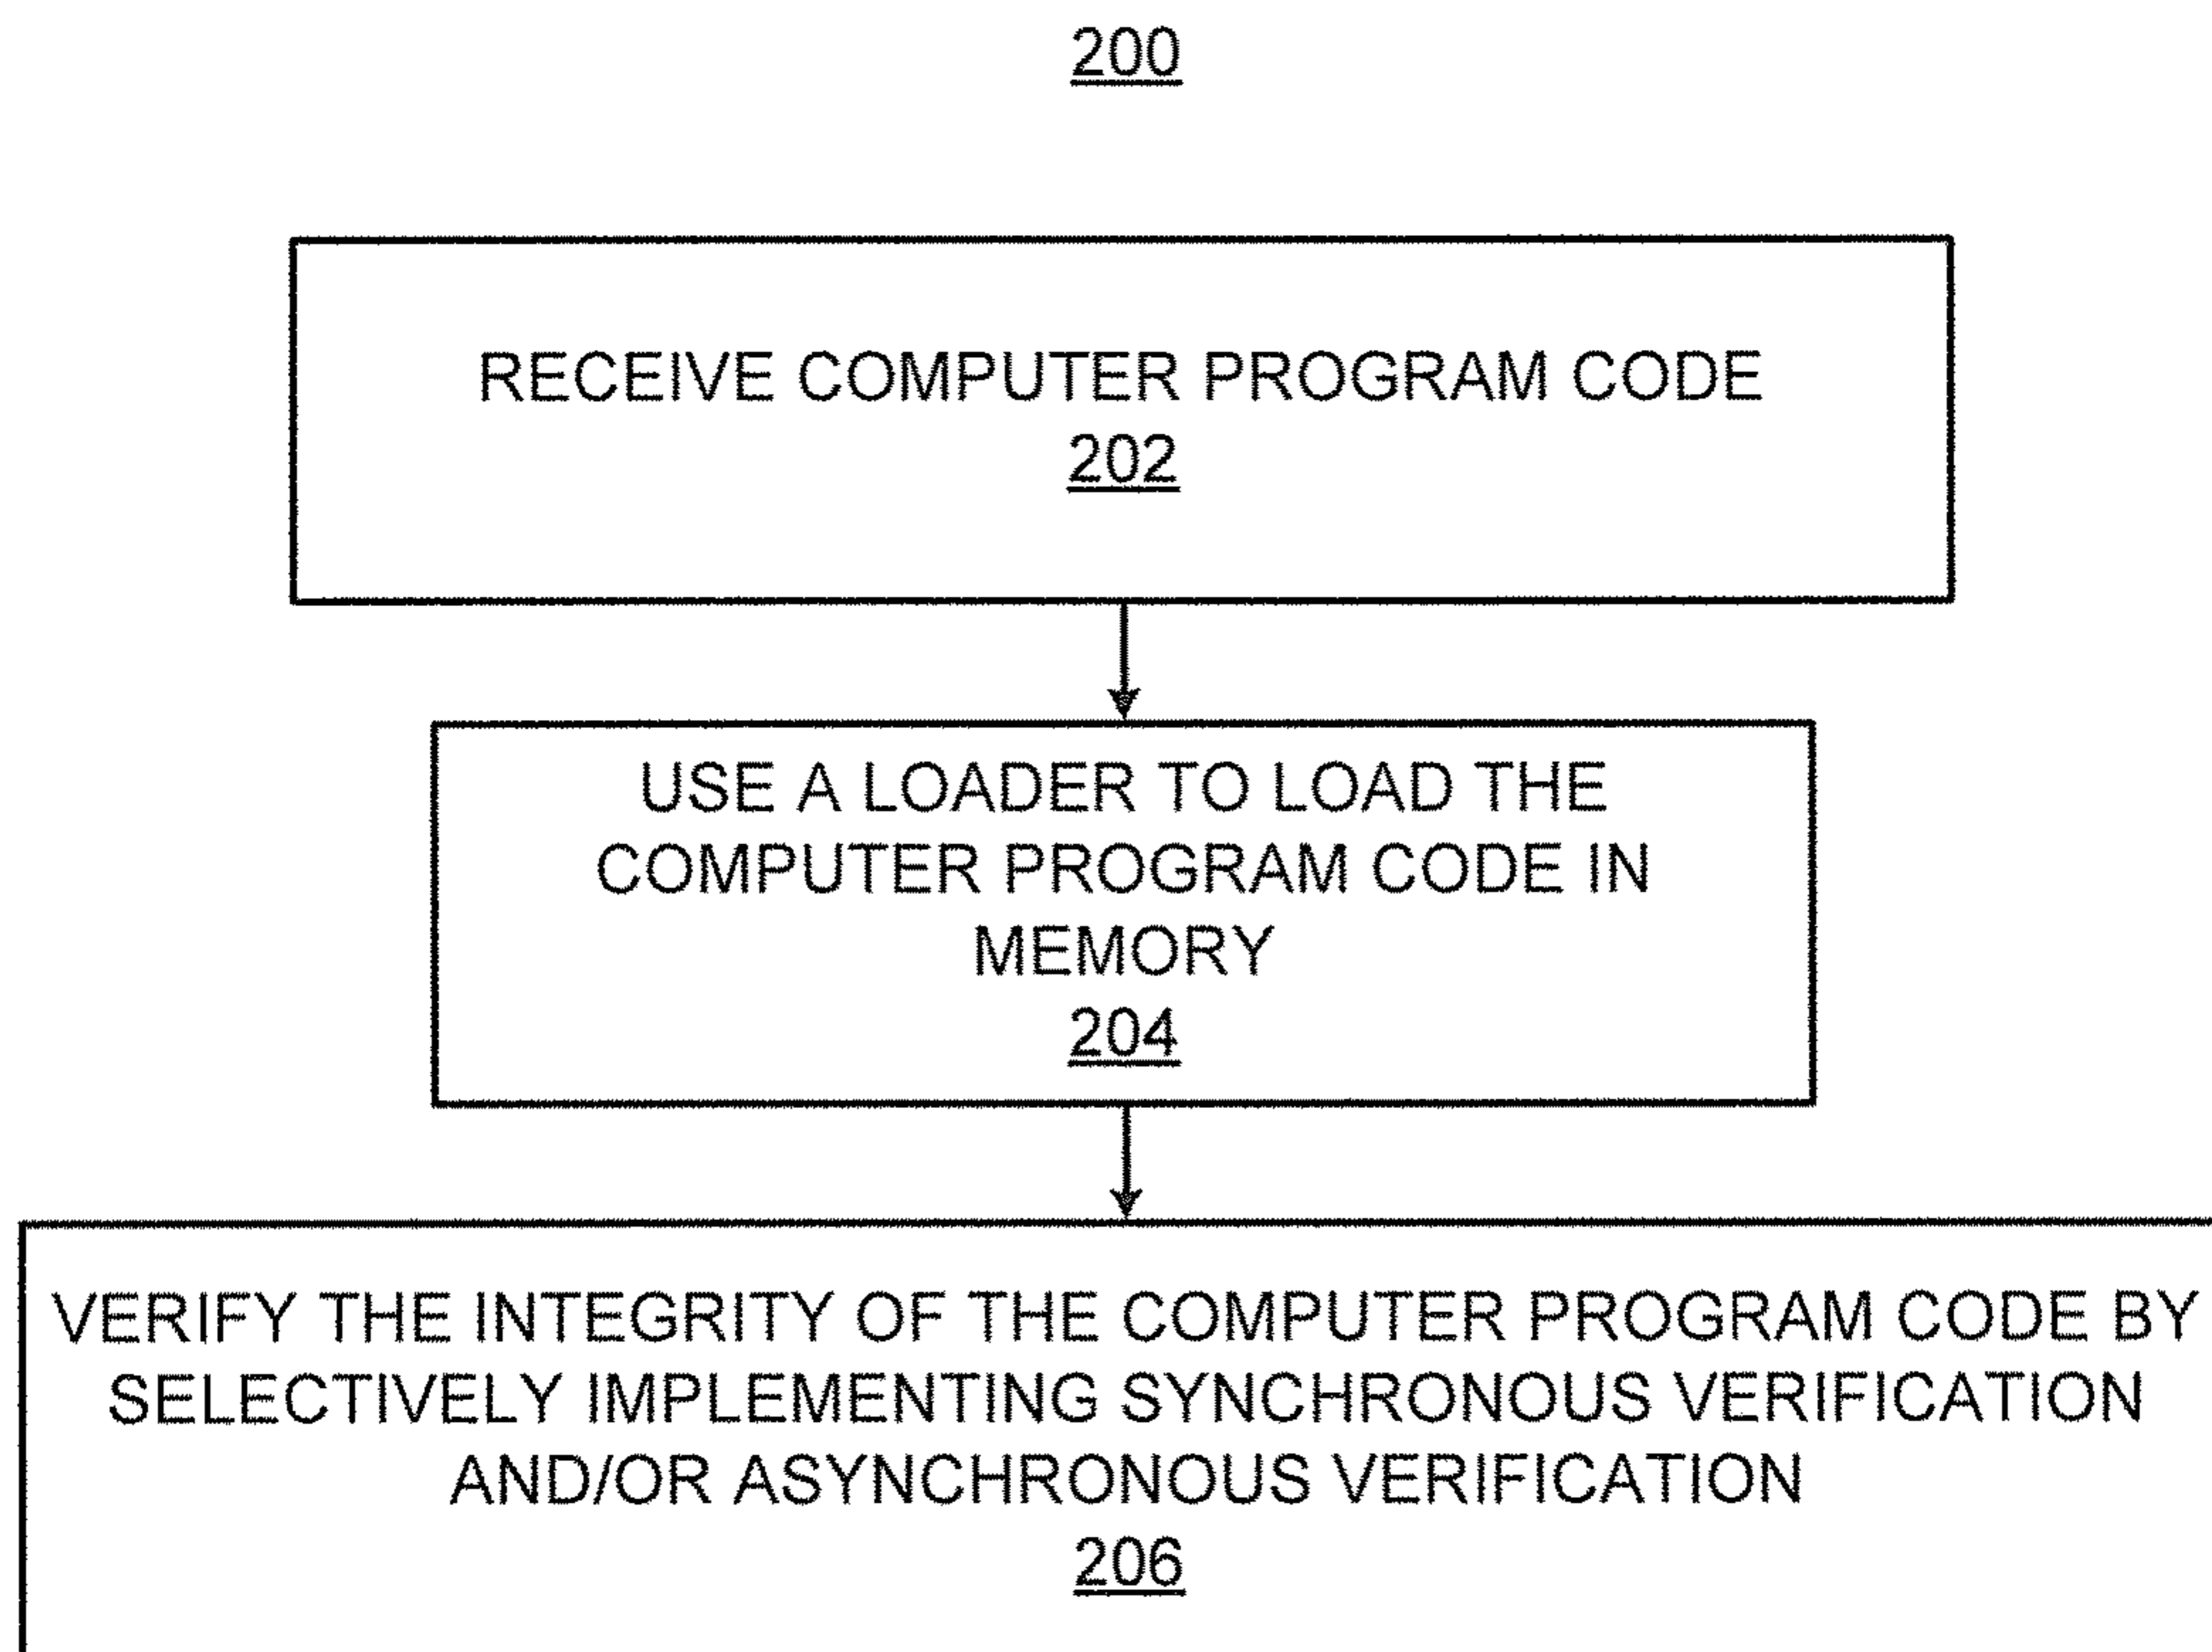 200
RECEIVE COMPUTER PROGRAM CODE
202
USE A LOADER TO LOAD THE
COMPUTER PROGRAM CODE IN
MEMORY
204
VERIFY THE INTEGRITY OF THE COMPUTER PROGRAM CODE BY
SELECTIVELY IMPLEMENTING SYNCHRONOUS VERIFICATION
AND/OR ASYNCHRONOUS VERIFICATION
206